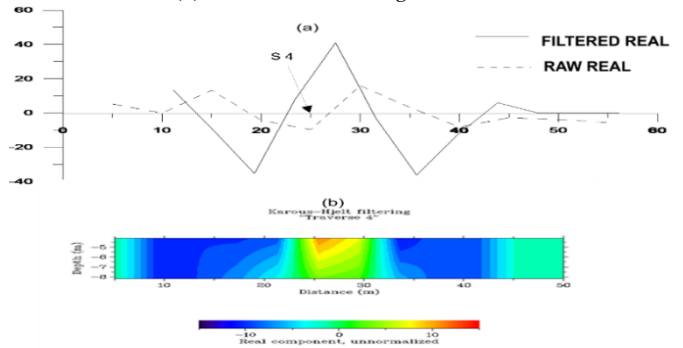 (a)
60
40
20
0
-20
-40
0
10
20
30
40
50
60
S 4
FILTERED REAL
RAW REAL
(b)
Karous-Hjelt filtering
"Traverse 4"
Depth (m)
-5
-6
-7
-8
10
20
30
40
50
Distance (m)
-10
0
10
Real component, unnormalized